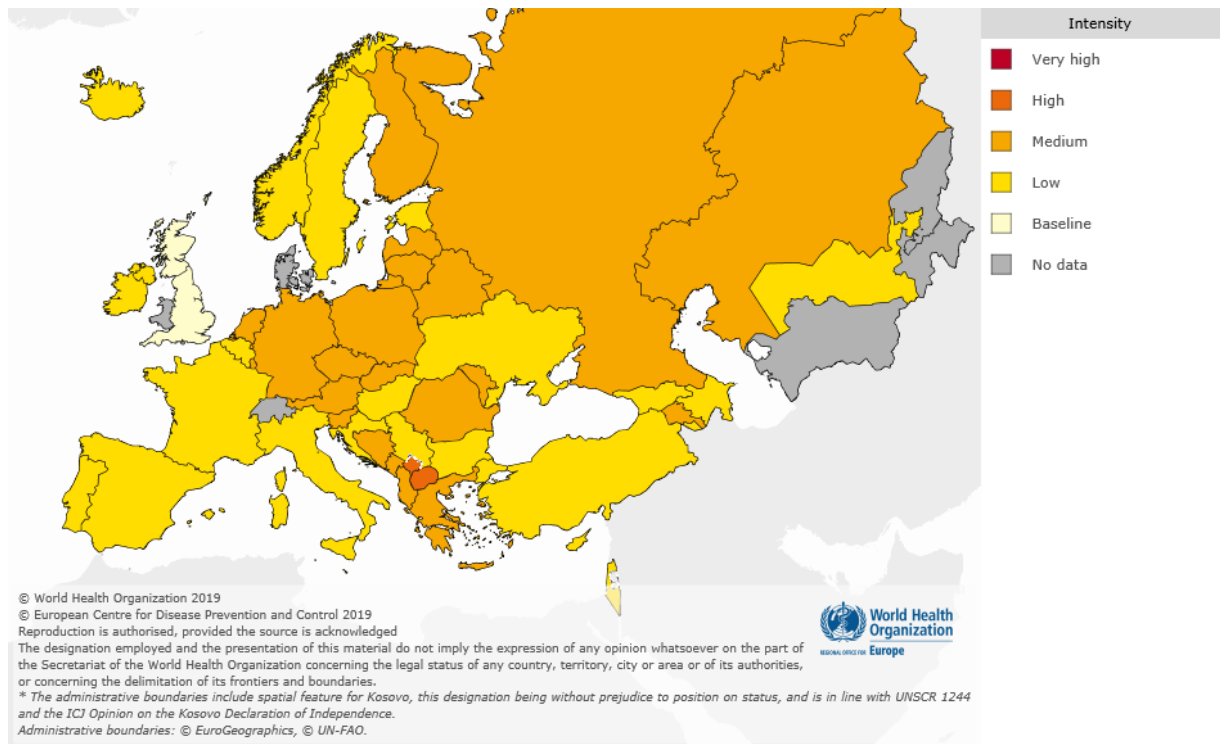 Intensity
Very high
High
Medium
Low
Baseline
No data
© World Health Organization 2019
© European Centre for Disease Prevention and Control 2019
Reproduction is authorised, provided the source is acknowledged
The designation employed and the presentation of this material do not imply the expression of any opinion whatsoever on the part of
the Secretariat of the World Health Organization concerning the legal status of any country, territory, city or area or of its authorities,
or concerning the delimitation of its frontiers and boundaries.
* The administrative boundaries include spatial feature for Kosovo, this designation being without prejudice to position on status, and is in line with UNSCR 1244
and the ICJ Opinion on the Kosovo Declaration of Independence.
Administrative boundaries: © EuroGeographics, © UN-FAO.
World Health
Organization
REGIONAL OFFICE FOR Europe